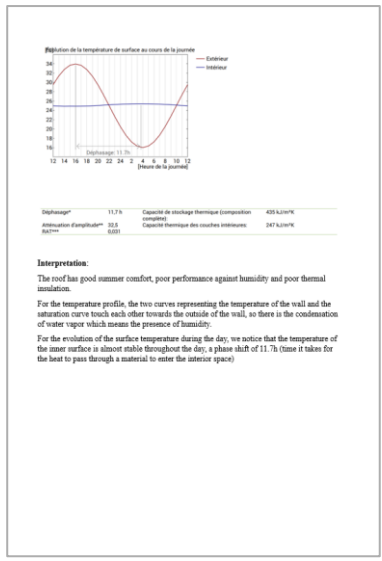 Evolution de la température de surface au cours de la journée
Extérieur
Intérieur
34
32
30
28
26
24
22
20
18
16
Déphasage: 11.7h
12 14 16 18 20 22 24 2 4 6 8 10 12
[Heure de la journée]
Déphasage* 11,7 h Capacité de stockage thermique (composition complète) 435 kJ/m²K
Atténuation d'amplitude** 32,5 Capacité thermique des couches intérieures 247 kJ/m²K
RAT*** 0,031
Interpretation:
The roof has good summer comfort, poor performance against humidity and poor thermal
insulation.
For the temperature profile, the two curves representing the temperature of the wall and the
saturation curve touch each other towards the outside of the wall, so there is the condensation
of water vapor which means the presence of humidity.
For the evolution of the surface temperature during the day, we notice that the temperature of
the inner surface is almost stable throughout the day, a phase shift of 11.7h (time it takes for
the heat to pass through a material to enter the interior space)